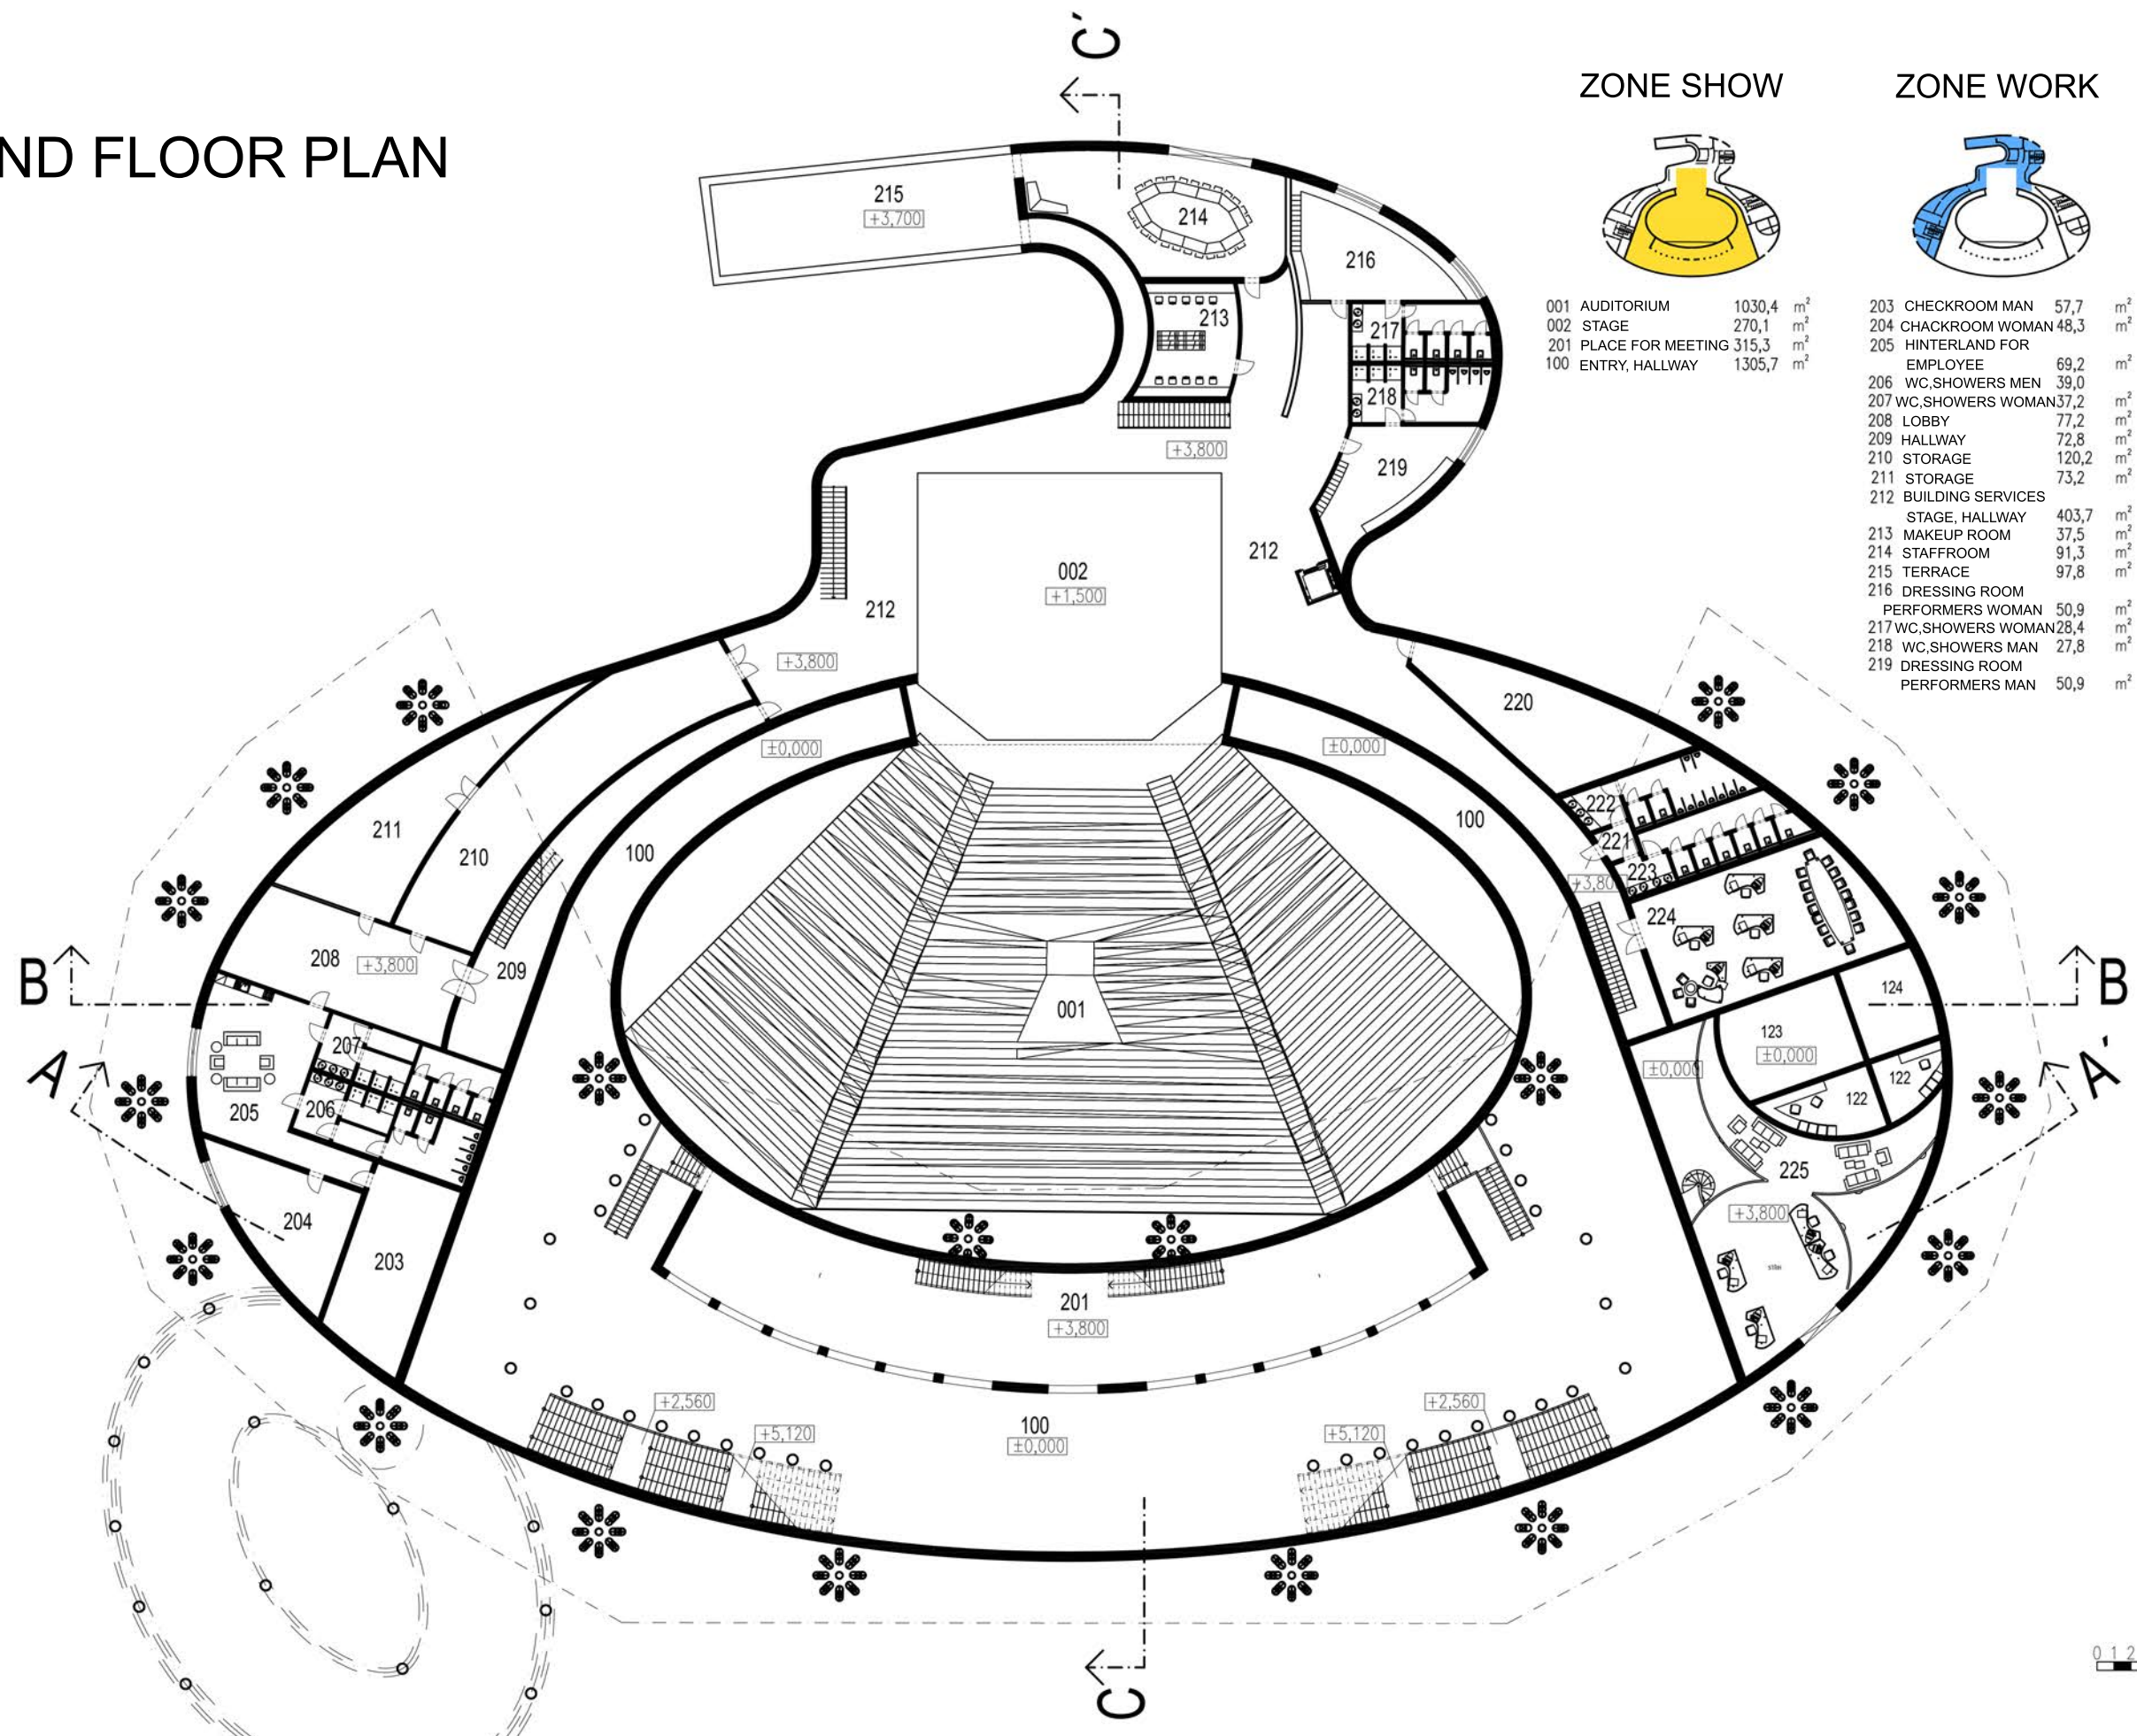 C'
ZONE SHOW
ZONE WORK
ND FLOOR PLAN
001 AUDITORIUM 1030,4 m²
002 STAGE 270,1 m²
201 PLACE FOR MEETING 315,3 m²
100 ENTRY, HALLWAY 1305,7 m²
203 CHECKROOM MAN 57,7 m²
204 CHACKROOM WOMAN 48,3 m²
205 HINTERLAND FOR
EMPLOYEE 69,2 m²
206 WC,SHOWERS MEN 39,0
207 WC,SHOWERS WOMAN 37,2 m²
208 LOBBY 77,2 m²
209 HALLWAY 72,8 m²
210 STORAGE 120,2 m²
211 STORAGE 73,2 m²
212 BUILDING SERVICES
STAGE, HALLWAY 403,7 m²
213 MAKEUP ROOM 37,5 m²
214 STAFFROOM 91,3 m²
215 TERRACE 97,8 m²
216 DRESSING ROOM
PERFORMERS WOMAN 50,9 m²
217 WC,SHOWERS WOMAN 28,4 m²
218 WC,SHOWERS MAN 27,8 m²
219 DRESSING ROOM
PERFORMERS MAN 50,9 m²
215
+3,700
214
216
213
217
218
+3,800
219
212
002
+1,500
212
+3,800
220
±0,000
±0,000
222
100
211
221
210
100
223
+3,80
224
208
+3,800
209
B
B
124
001
123
±0,000
207
±0,000
A
A'
122
122
205
206
225
204
+3,800
203
201
+3,800
+2,560
+2,560
100
±0,000
+5,120
+5,120
C
0 1 2